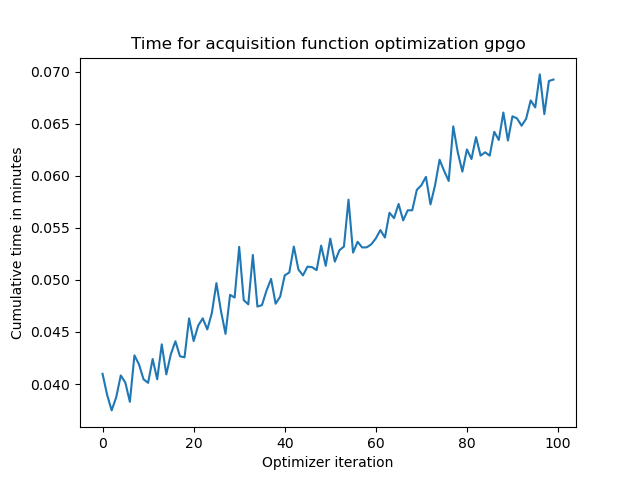 Time for acquisition function optimization gpgo
0.070
0.065
0.060
0.055
0.050
0.045
0.040
Cumulative time in minutes
0 20 40 60 80 100
Optimizer iteration